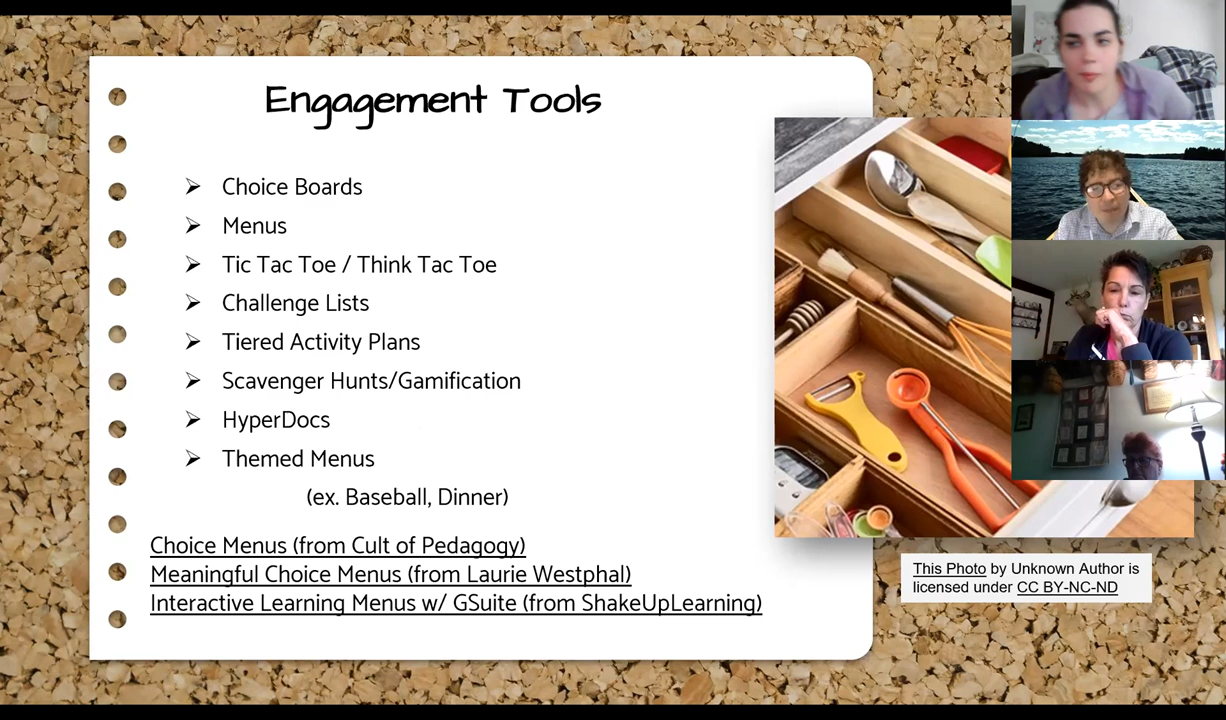 Engagement Tools
Choice Boards
Menus
Tic Tac Toe / Think Tac Toe
Challenge Lists
Tiered Activity Plans
Scavenger Hunts/Gamification
HyperDocs
Themed Menus
(ex. Baseball, Dinner)
Choice Menus (from Cult of Pedagogy)
Meaningful Choice Menus (from Laurie Westphal)
Interactive Learning Menus w/ GSuite (from ShakeUpLearning)
This Photo by Unknown Author is
licensed under CC BY-NC-ND